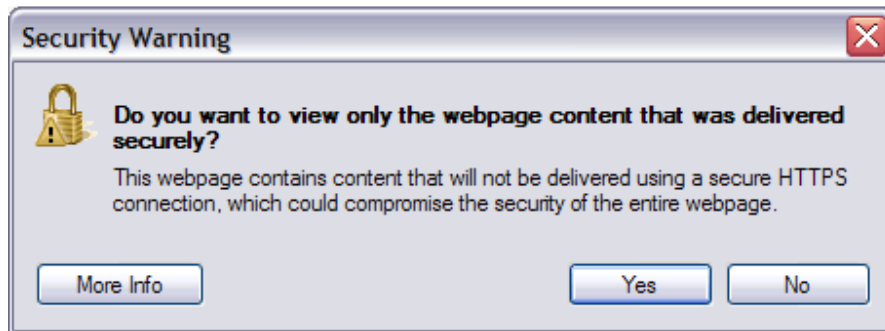 Security Warning
Do you want to view only the webpage content that was delivered
securely?
This webpage contains content that will not be delivered using a secure HTTPS
connection, which could compromise the security of the entire webpage.
More Info
Yes
No